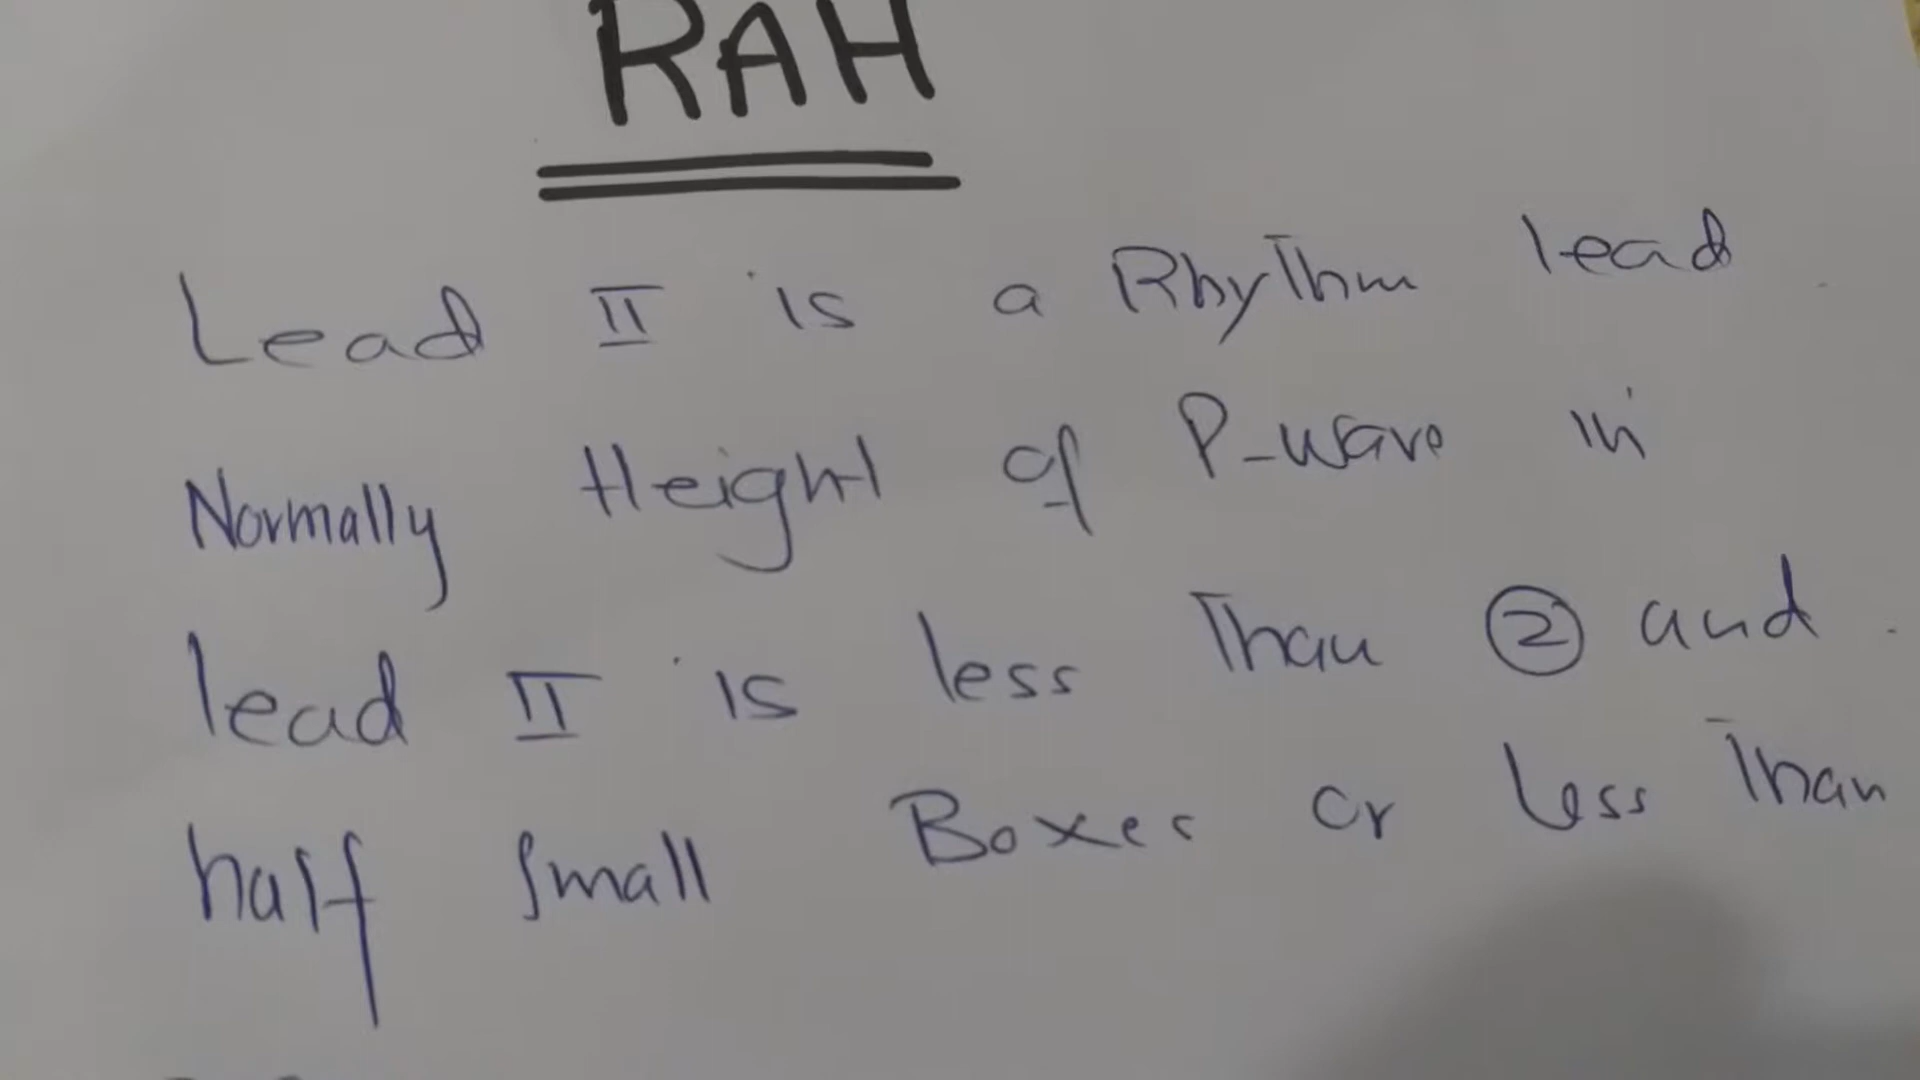 RAH
Lead II is a Rhythm lead
Normally Height of P-wave in
lead II is less Than 2 and
half small Boxes or Less Than